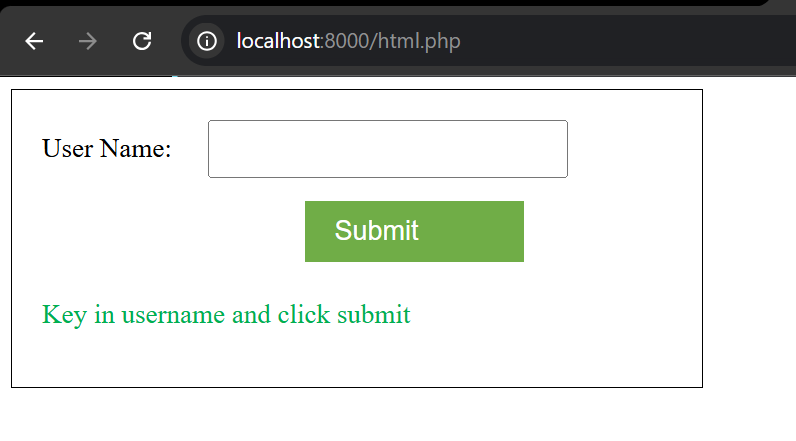 localhost:8000/html.php
User Name:
Submit
Key in username and click submit